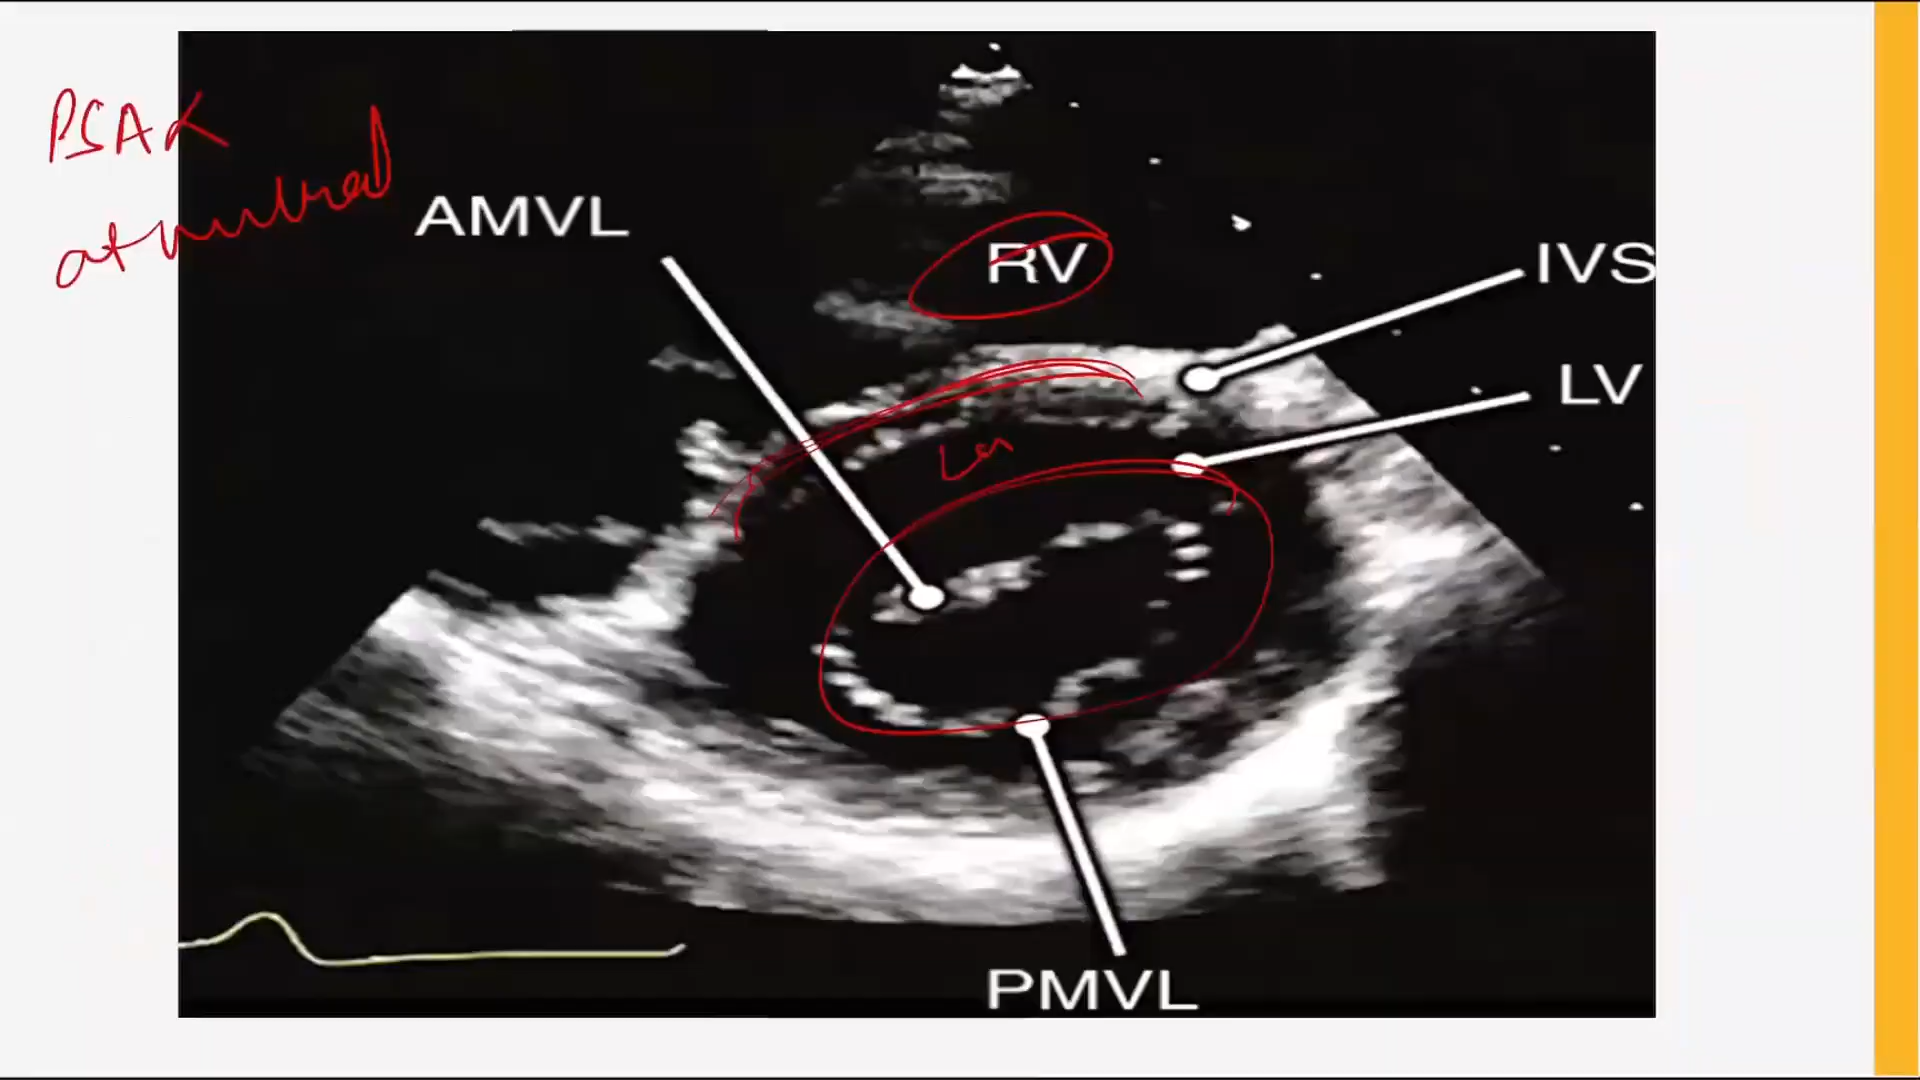 PSAX
at mitral
AMVL
RV
IVS
LV
PMVL